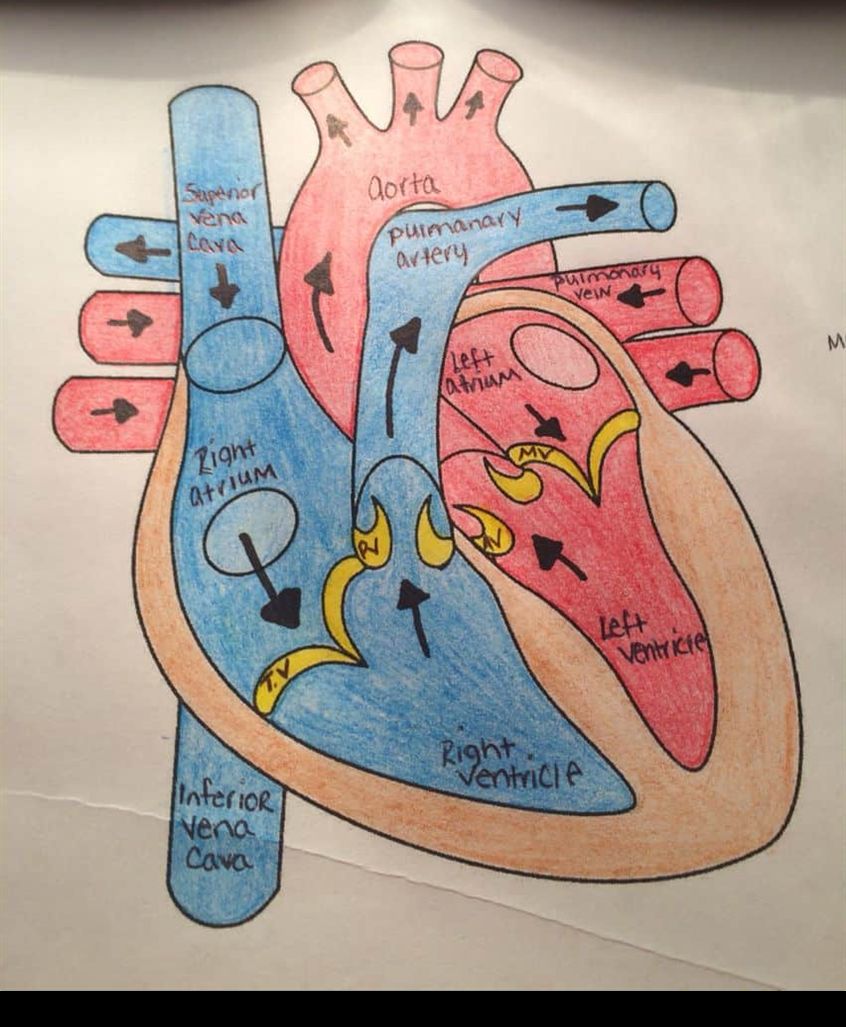 Superior
vena
Cava
aorta
pulmanary
artery
pulmonary
vein
Left
atrium
Right
atrium
MV
PV
AV
T.V
Left
ventricle
Right
ventricle
Inferior
vena
Cava
M